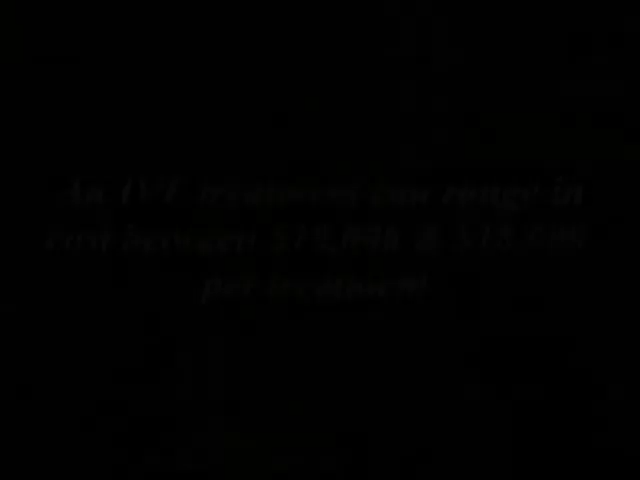 An IVF treatment can range in
cost between &
per treatment